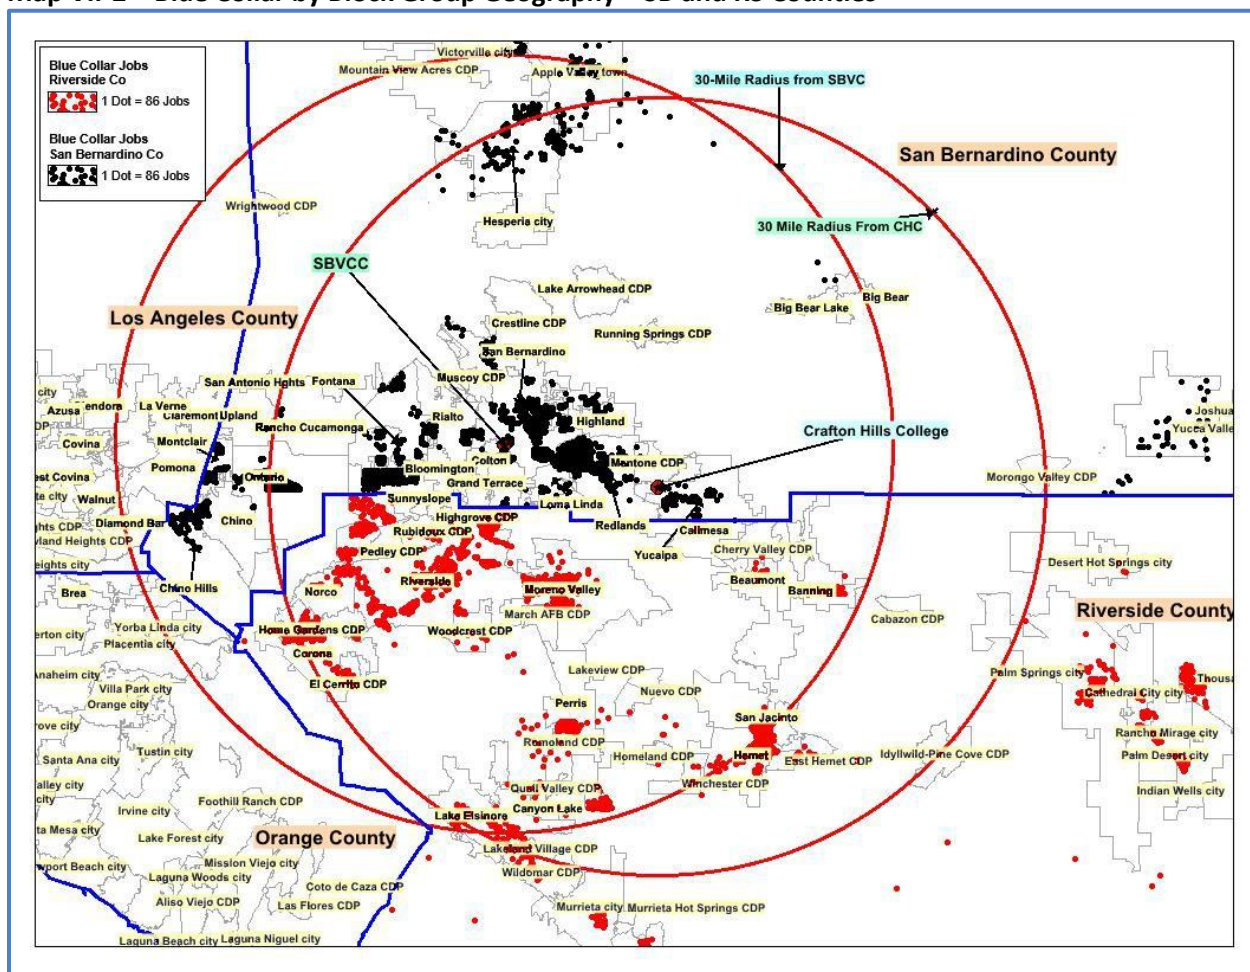 Blue Collar Jobs
Riverside Co
1 Dot = 86 Jobs
Blue Collar Jobs
San Bernardino Co
1 Dot = 86 Jobs
Victorville city
Mountain View Acres CDP
Apple Valley town
30-Mile Radius from SBVC
San Bernardino County
Wrightwood CDP
Hesperia city
30 Mile Radius From CHC
SBVCC
Lake Arrowhead CDP
Big Bear
Big Bear Lake
Los Angeles County
Crestline CDP
Running Springs CDP
San Bernardino
San Antonio Hghts
Fontana
Muscoy CDP
city
Azusa
endora
La Verne
Claremont
Upland
Rialto
Highland
Joshua
Rancho Cucamonga
Yucca Valle
Crafton Hills College
Covina
Montclair
Pomona
Colton
Mentone CDP
Bloomington
est Covina
Ontario
Grand Terrace
Morongo Valley CDP
Walnut
Sunnyslope
Loma Linda
Diamond Bar
Chino
Highgrove CDP
Redlands
Calimesa
Rubidoux CDP
Yucaipa
Pedley CDP
Cherry Valley CDP
Desert Hot Springs city
Chino Hills
Riverside
Moreno Valley
Beaumont
Banning
Brea
Norco
March AFB CDP
Riverside County
Cabazon CDP
Yorba Linda city
Home Gardens CDP
Woodcrest CDP
Placentia city
Corona
Lakeview CDP
Palm Springs city
Thousa
El Cerrito CDP
Villa Park city
Nuevo CDP
Cathedral City city
Orange city
Perris
San Jacinto
Rancho Mirage city
Romoland CDP
Tustin city
Homeland CDP
Hemet
East Hemet CDP
Idyllwild-Pine Cove CDP
Palm Desert city
Santa Ana city
Winchester CDP
Quail Valley CDP
Indian Wells city
Foothill Ranch CDP
Canyon Lake
Irvine city
Lake Elsinore
Lake Forest city
Orange County
Lakeland Village CDP
Mission Viejo city
Wildomar CDP
Laguna Woods city
Coto de Caza CDP
Aliso Viejo CDP
Las Flores CDP
Murrieta city
Murrieta Hot Springs CDP
Laguna Beach city
Laguna Niguel city